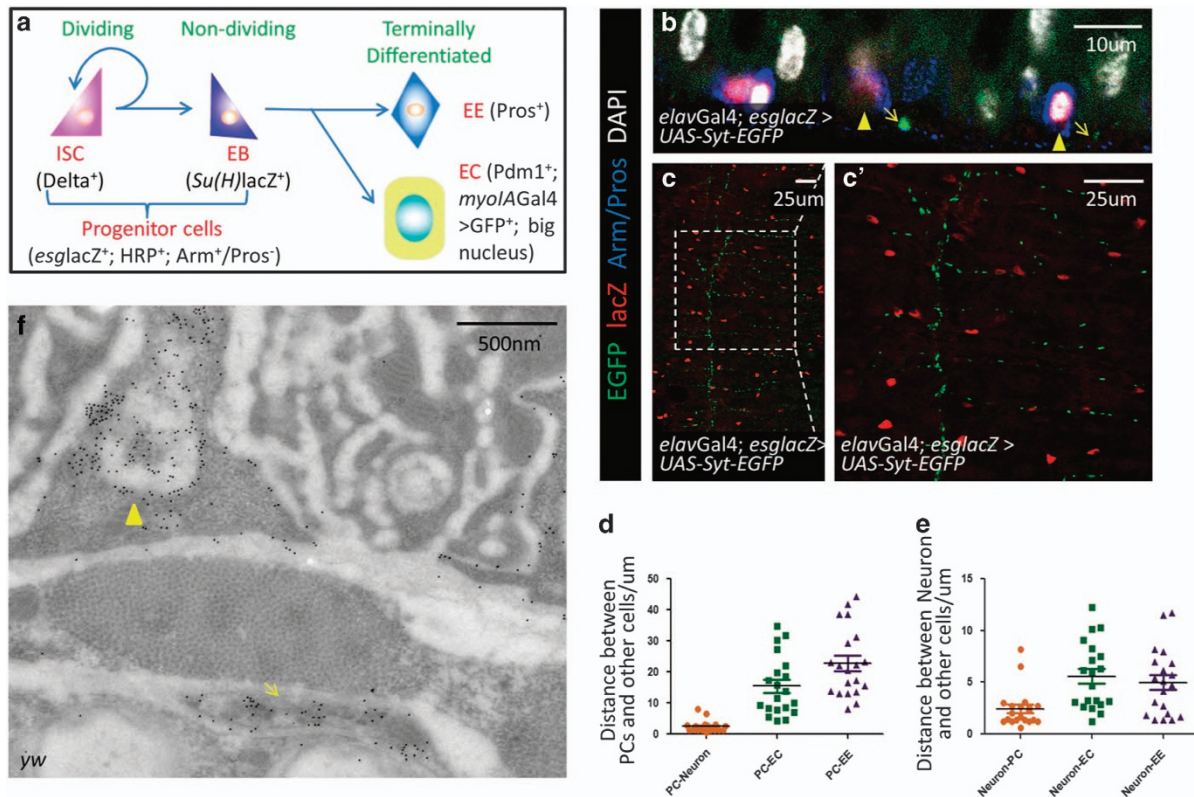 a
Dividing
Non-dividing
Terminally
Differentiated
ISC
(Delta⁺)
EB
(Su(H)lacZ⁺)
EE (Pros⁺)
EC (Pdm1⁺;
myoIAGal4
>GFP⁺; big
nucleus)
Progenitor cells
(esglacZ⁺; HRP⁺; Arm⁺/Pros⁻)
EGFP lacZ Arm/Pros DAPI
b
10um
elavGal4; esglacZ >
UAS-Syt-EGFP
c
25um
elavGal4; esglacZ>
UAS-Syt-EGFP
c'
25um
elavGal4; esglacZ >
UAS-Syt-EGFP
f
500nm
yw
d
Distance between
PCs and other cells/um
50
40
30
20
10
0
PC-Neuron
PC-EC
PC-EE
e
Distance between Neuron
and other cells/um
15
10
5
0
Neuron-PC
Neuron-EC
Neuron-EE